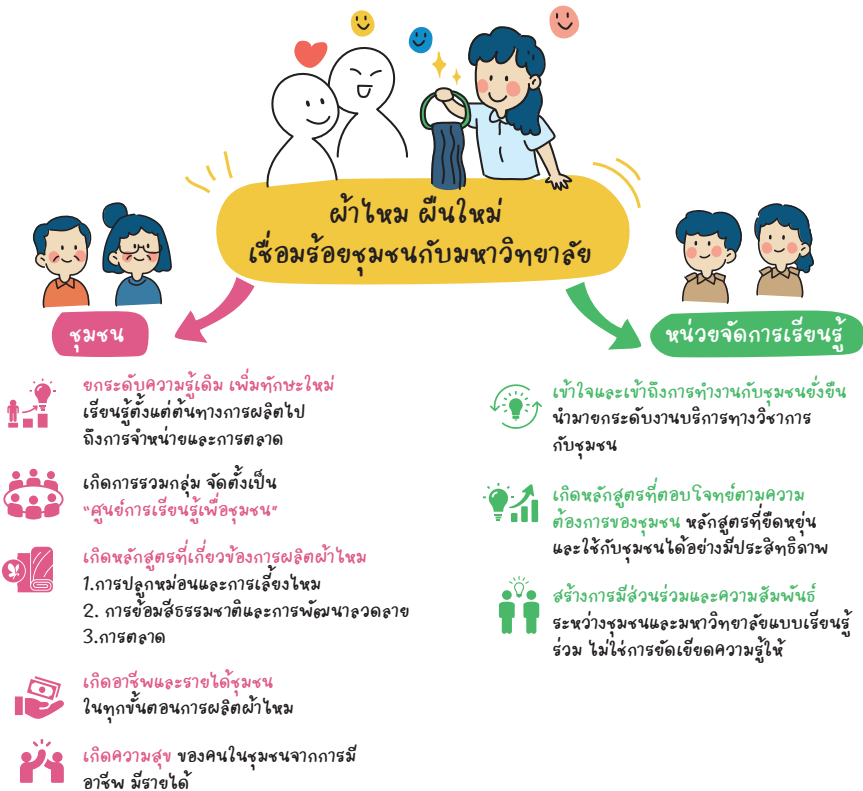 ผ้าไหม ผืนใหม่
เชื่อมร้อยชุมชนกับมหาวิทยาลัย
ชุมชน
ยกระดับความรู้เดิม เพิ่มทักษะใหม่
เรียนรู้ตั้งแต่ต้นทางการผลิตไป
ถึงการจำหน่ายและการตลาด
เกิดการรวมกลุ่ม จัดตั้งเป็น
"ศูนย์การเรียนรู้เพื่อชุมชน"
เกิดหลักสูตรที่เกี่ยวข้องการผลิตผ้าไหม
1.การปลูกหม่อนและการเลี้ยงไหม
2. การย้อมสีธรรมชาติและการพัฒนาลวดลาย
3.การตลาด
เกิดอาชีพและรายได้ชุมชน
ในทุกขั้นตอนการผลิตผ้าไหม
เกิดความสุข ของคนในชุมชนจากการมี
อาชีพ มีรายได้
หน่วยจัดการเรียนรู้
เข้าใจและเข้าถึงการทำงานกับชุมชนยั่งยืน
นำมายกระดับงานบริการทางวิชาการ
กับชุมชน
เกิดหลักสูตรที่ตอบโจทย์ตามความ
ต้องการของชุมชน หลักสูตรที่ยืดหยุ่น
และใช้กับชุมชนได้อย่างมีประสิทธิภาพ
สร้างการมีส่วนร่วมและความสัมพันธ์
ระหว่างชุมชนและมหาวิทยาลัยแบบเรียนรู้
ร่วม ไม่ใช่การยัดเยียดความรู้ให้